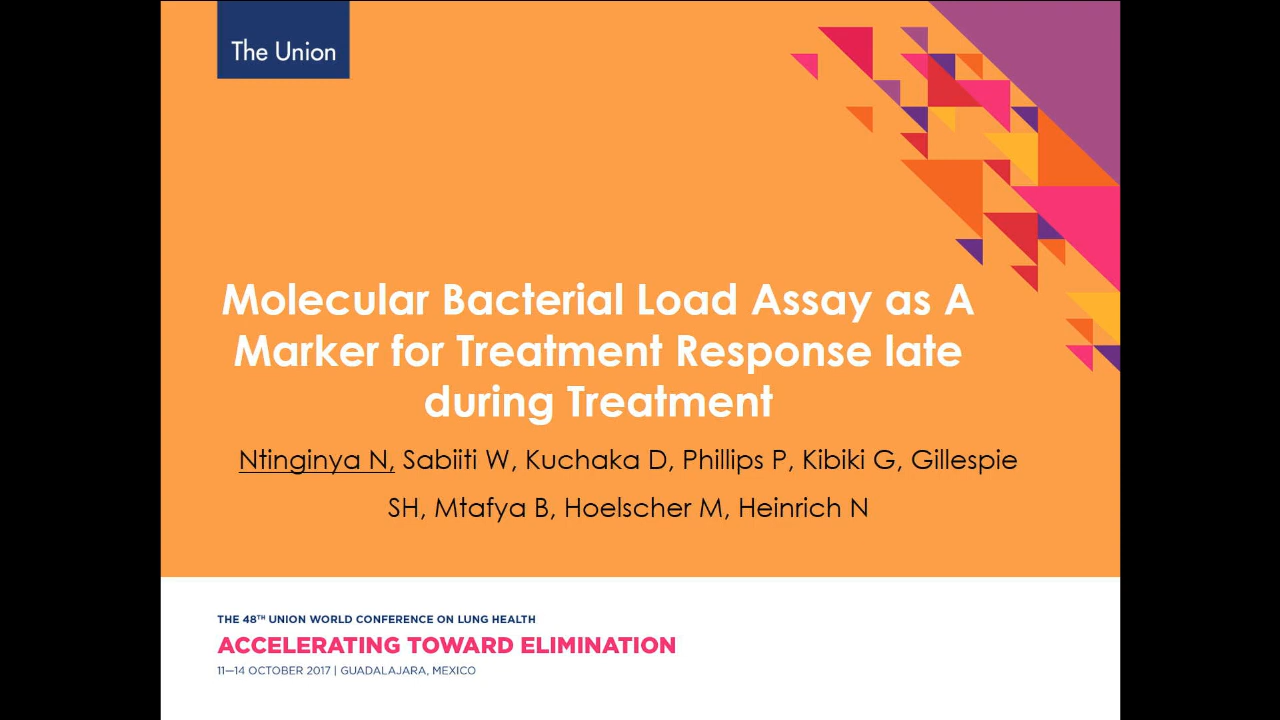 The Union
Molecular Bacterial Load Assay as A
Marker for Treatment Response late
during Treatment
Ntinginya N, Sabiiti W, Kuchaka D, Phillips P, Kibiki G, Gillespie
SH, Mtafya B, Hoelscher M, Heinrich N
THE 48TH UNION WORLD CONFERENCE ON LUNG HEALTH
ACCELERATING TOWARD ELIMINATION
11—14 OCTOBER 2017 | GUADALAJARA, MEXICO